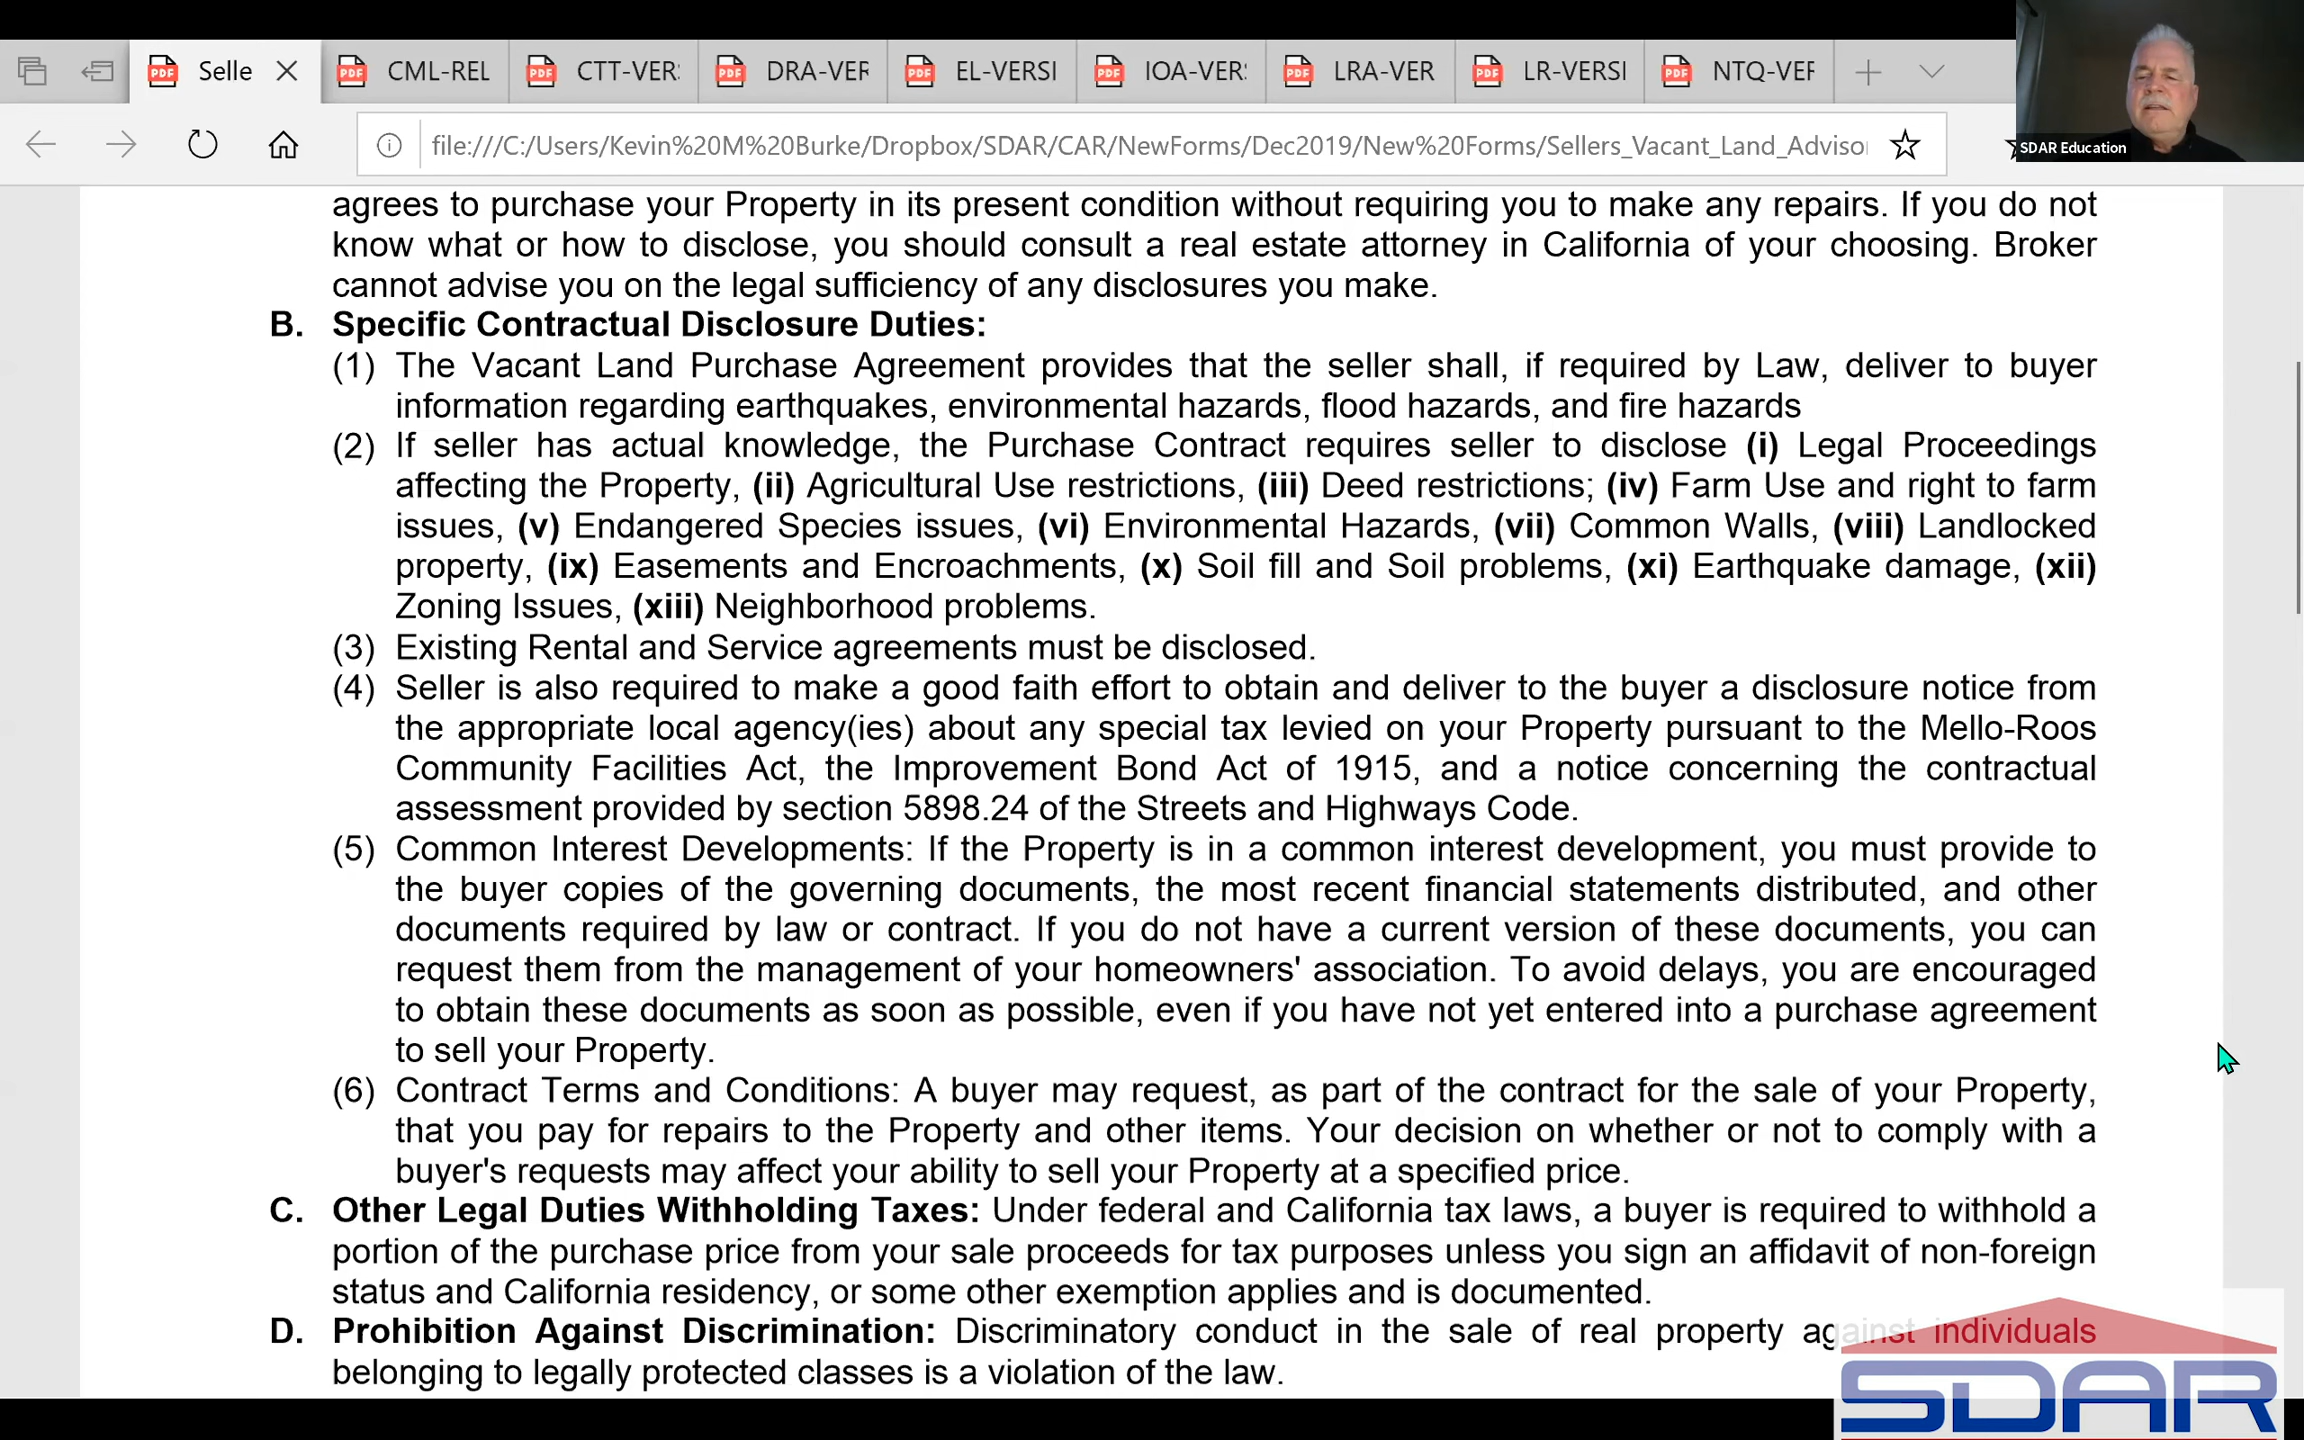 Selle
CML-REL
CTT-VER
DRA-VER
EL-VERSI
IOA-VER
LRA-VER
LR-VERSI
NTQ-VER
file:///C:/Users/Kevin%20M%20Burke/Dropbox/SDAR/CAR/NewForms/Dec2019/New%20Forms/Sellers_Vacant_Land_Adviso
SDAR Education
agrees to purchase your Property in its present condition without requiring you to make any repairs. If you do not
know what or how to disclose, you should consult a real estate attorney in California of your choosing. Broker
cannot advise you on the legal sufficiency of any disclosures you make.
B. Specific Contractual Disclosure Duties:
(1) The Vacant Land Purchase Agreement provides that the seller shall, if required by Law, deliver to buyer
information regarding earthquakes, environmental hazards, flood hazards, and fire hazards
(2) If seller has actual knowledge, the Purchase Contract requires seller to disclose (i) Legal Proceedings
affecting the Property, (ii) Agricultural Use restrictions, (iii) Deed restrictions; (iv) Farm Use and right to farm
issues, (v) Endangered Species issues, (vi) Environmental Hazards, (vii) Common Walls, (viii) Landlocked
property, (ix) Easements and Encroachments, (x) Soil fill and Soil problems, (xi) Earthquake damage, (xii)
Zoning Issues, (xiii) Neighborhood problems.
(3) Existing Rental and Service agreements must be disclosed.
(4) Seller is also required to make a good faith effort to obtain and deliver to the buyer a disclosure notice from
the appropriate local agency(ies) about any special tax levied on your Property pursuant to the Mello-Roos
Community Facilities Act, the Improvement Bond Act of 1915, and a notice concerning the contractual
assessment provided by section 5898.24 of the Streets and Highways Code.
(5) Common Interest Developments: If the Property is in a common interest development, you must provide to
the buyer copies of the governing documents, the most recent financial statements distributed, and other
documents required by law or contract. If you do not have a current version of these documents, you can
request them from the management of your homeowners' association. To avoid delays, you are encouraged
to obtain these documents as soon as possible, even if you have not yet entered into a purchase agreement
to sell your Property.
(6) Contract Terms and Conditions: A buyer may request, as part of the contract for the sale of your Property,
that you pay for repairs to the Property and other items. Your decision on whether or not to comply with a
buyer's requests may affect your ability to sell your Property at a specified price.
C. Other Legal Duties Withholding Taxes: Under federal and California tax laws, a buyer is required to withhold a
portion of the purchase price from your sale proceeds for tax purposes unless you sign an affidavit of non-foreign
status and California residency, or some other exemption applies and is documented.
D. Prohibition Against Discrimination: Discriminatory conduct in the sale of real property against individuals
belonging to legally protected classes is a violation of the law.
SDAR